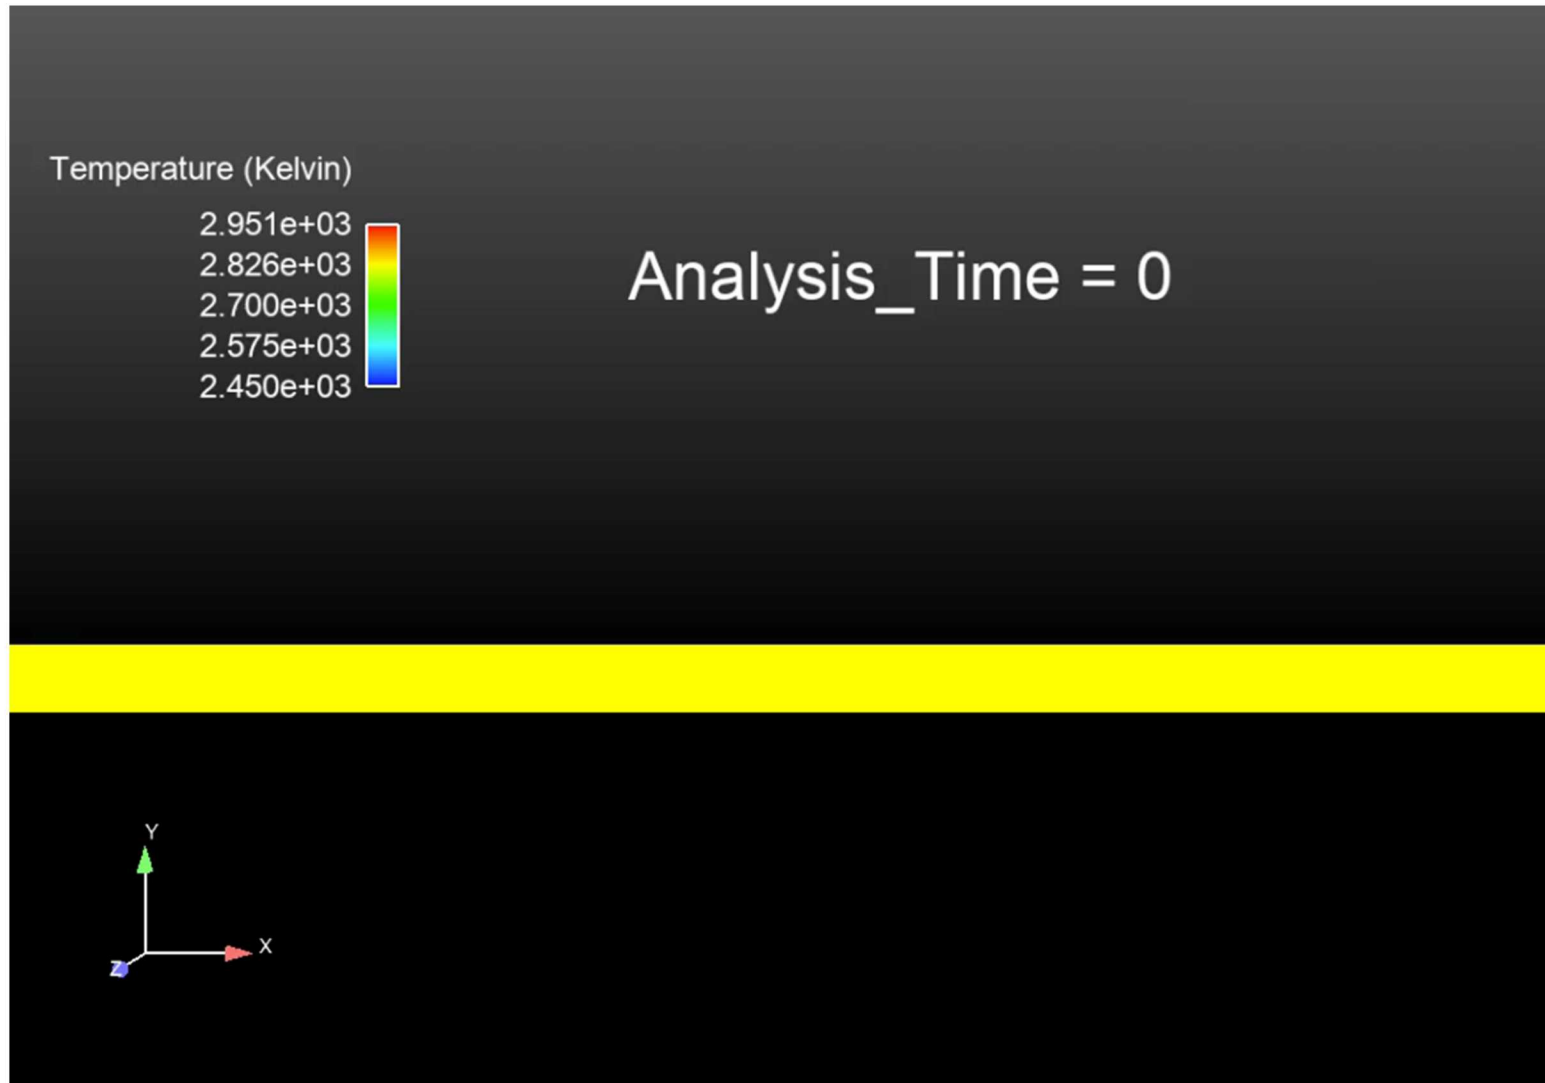 Temperature (Kelvin)
2.951e+03
2.826e+03
2.700e+03
2.575e+03
2.450e+03
Analysis_Time = 0
Y
X
Z